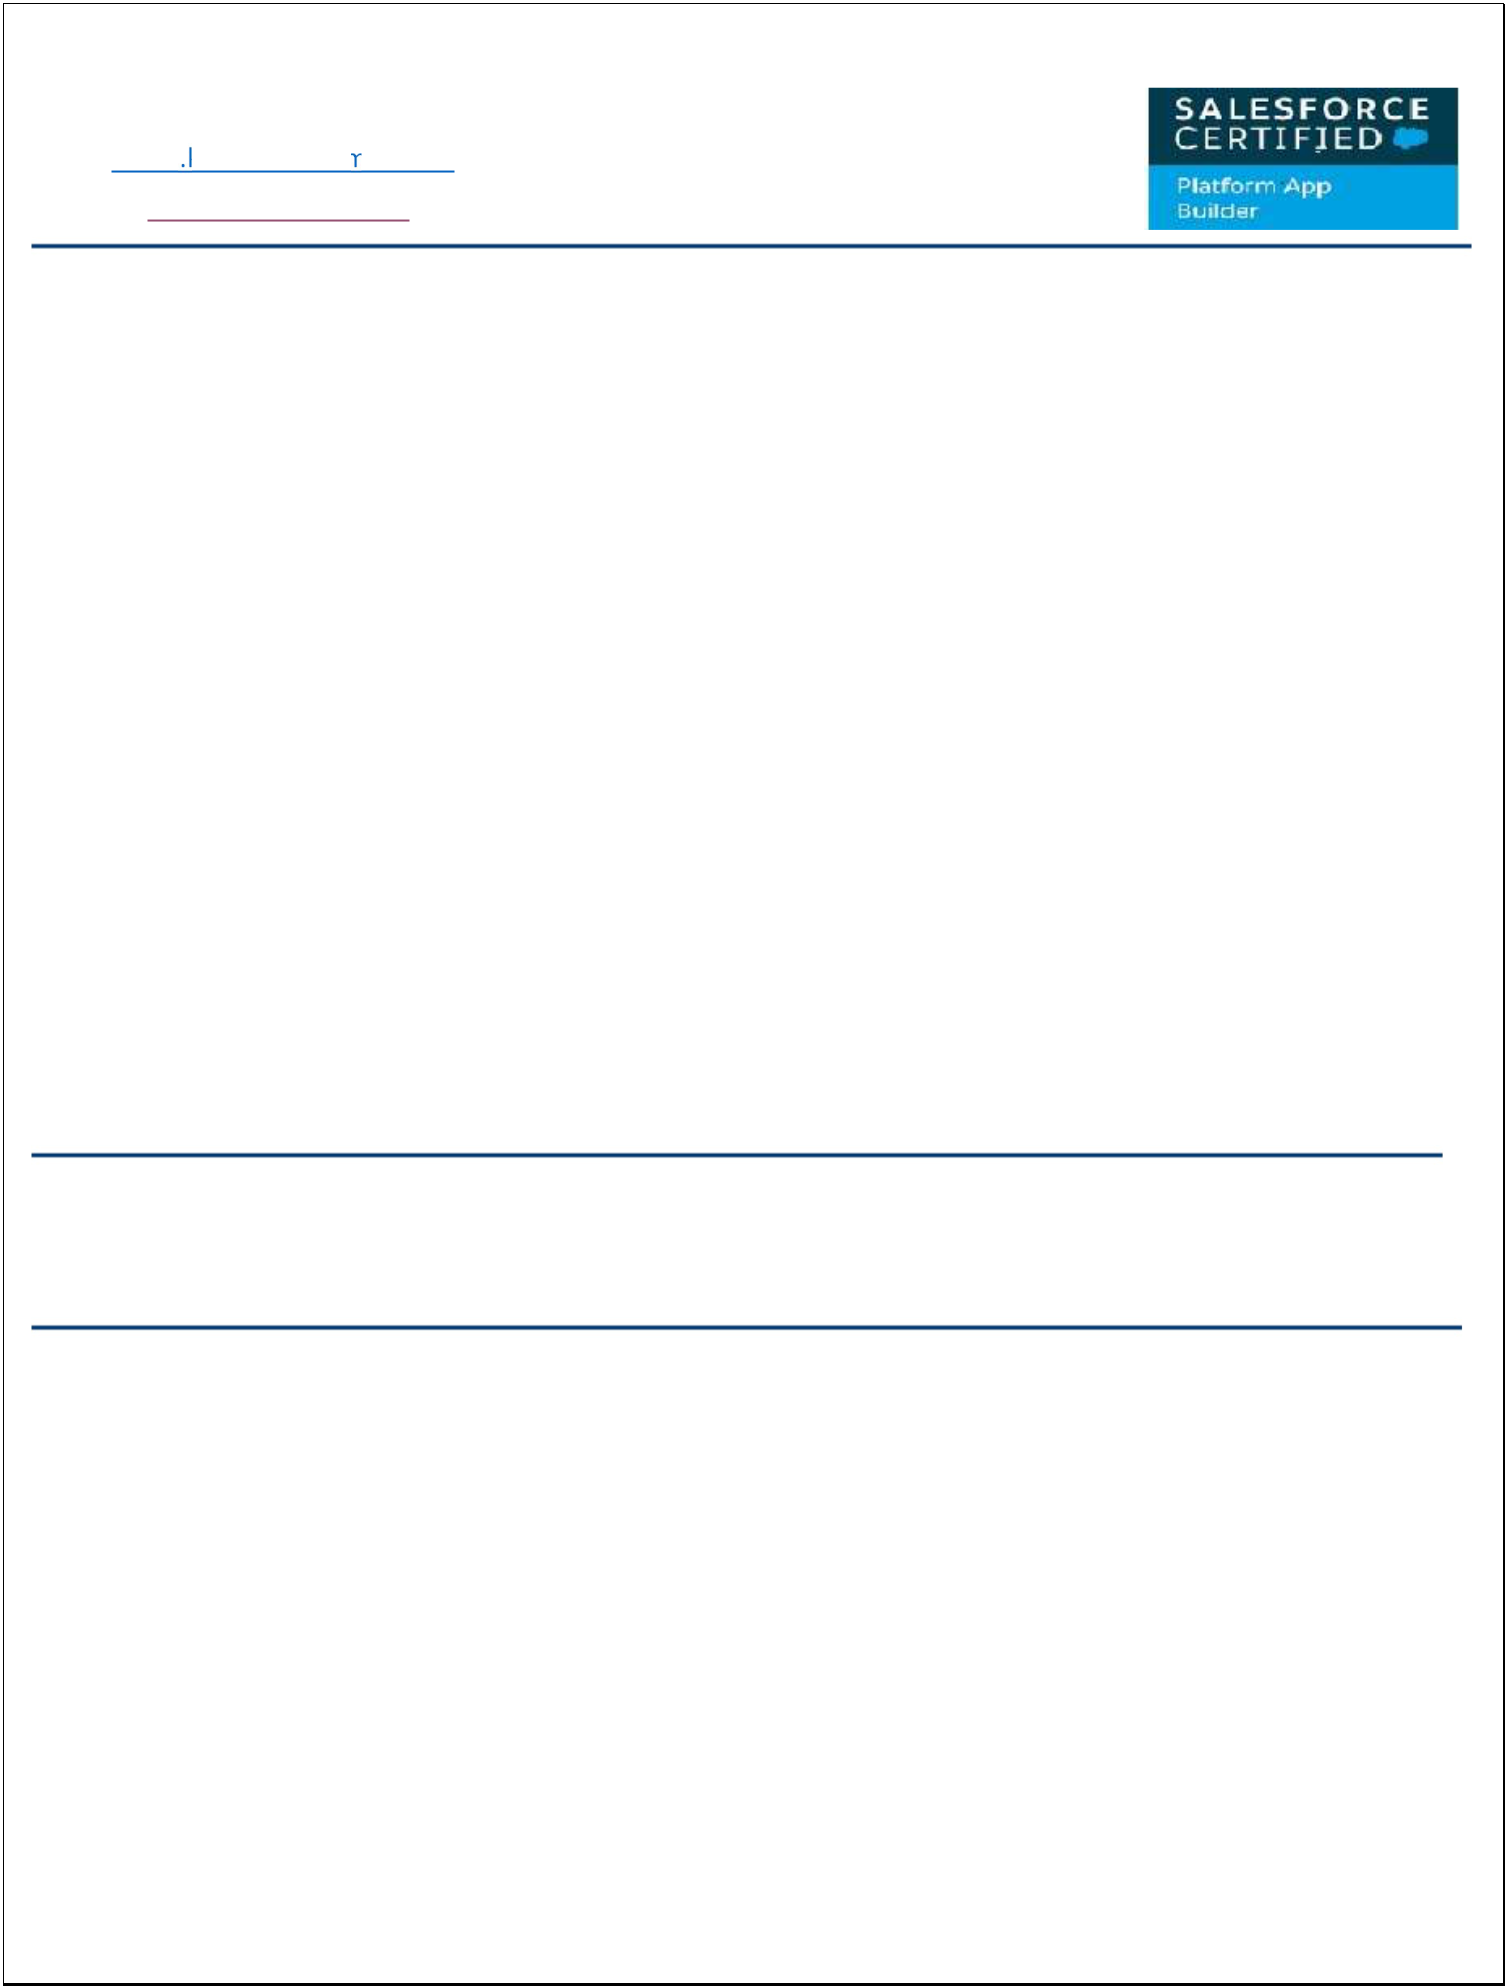 .l r
SALESFORCE
CERTIFIED
Platform App
Builder